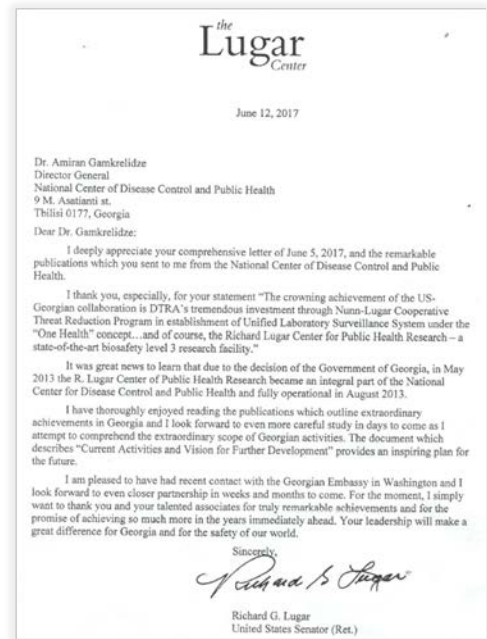 the
Lugar
Center
June 12, 2017
Dr. Amiran Gamkrelidze
Director General
National Center of Disease Control and Public Health
9 M. Asatianti st.
Tbilisi 0177, Georgia
Dear Dr. Gamkrelidze:
I deeply appreciate your comprehensive letter of June 5, 2017, and the remarkable
publications which you sent to me from the National Center of Disease Control and Public
Health.
I thank you, especially, for your statement “The crowning achievement of the US-
Georgian collaboration is DTRA’s tremendous investment through Nunn-Lugar Cooperative
Threat Reduction Program in establishment of Unified Laboratory Surveillance System under the
“One Health” concept…and of course, the Richard Lugar Center for Public Health Research – a
state-of-the-art biosafety level 3 research facility.”
It was great news to learn that due to the decision of the Government of Georgia, in May
2013 the R. Lugar Center of Public Health Research became an integral part of the National
Center for Disease Control and Public Health and fully operational in August 2013.
I have thoroughly enjoyed reading the publications which outline extraordinary
achievements in Georgia and I look forward to even more careful study in days to come as I
attempt to comprehend the extraordinary scope of Georgian activities. The document which
describes “Current Activities and Vision for Further Development” provides an inspiring plan for
the future.
I am pleased to have had recent contact with the Georgian Embassy in Washington and I
look forward to even closer partnership in weeks and months to come. For the moment, I simply
want to thank you and your talented associates for truly remarkable achievements and for the
promise of achieving so much more in the years immediately ahead. Your leadership will make a
great difference for Georgia and for the safety of our world.
Sincerely,
Richard G Lugar
Richard G. Lugar
United States Senator (Ret.)